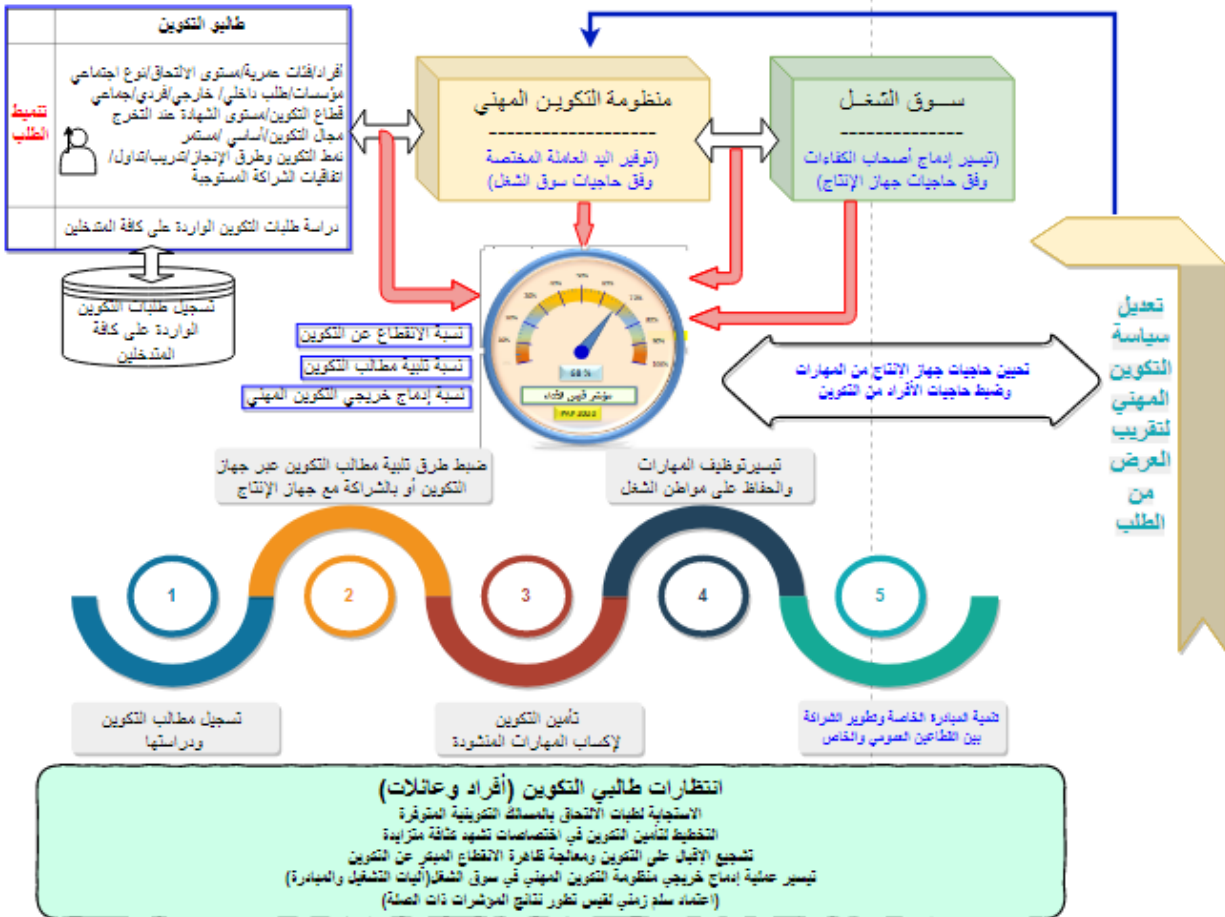 طالبو التكوين
تنميط
الطلب
أفراد/فئات عمرية/مستوى الالتحاق/نوع اجتماعي
مؤسسات/طلب داخلي/ خارجي/فردي/جماعي
قطاع التكوين/مستوى الشهادة عند التخرج
مجال التكوين/أساسي /مستمر
نمط التكوين وطرق الإنجاز/تدريب/تداول/
اتفاقيات الشراكة المستوجبة
دراسة طلبات التكوين الواردة على كافة المتدخلين
تسجيل طلبات التكوين
الواردة على كافة
المتدخلين
منظومة التكوين المهني
--------------------
(توفير اليد العاملة المختصة
وفق حاجيات سوق الشغل)
ســوق الشغــل
--------------
(تيسير إدماج أصحاب الكفاءات
وفق حاجيات جهاز الإنتاج)
نسبة الانقطاع عن التكوين
نسبة تلبية مطالب التكوين
نسبة إدماج خريجي التكوين المهني
50%
70%
100%
68 %
مؤشر قيس الأداء
تحيين حاجيات جهاز الإنتاج من المهارات
وضبط حاجيات الأفراد من التكوين
تعديل
سياسة
التكوين
المهني
لتقريب
العرض
من
الطلب
ضبط طرق تلبية مطالب التكوين عبر جهاز
التكوين أو بالشراكة مع جهاز الإنتاج
تيسيرتوظيف المهارات
والحفاظ على مواطن الشغل
1
2
3
4
5
تسجيل مطالب التكوين
ودراستها
تأمين التكوين
لإكساب المهارات المنشودة
تنمية المبادرة الخاصة وتطوير الشراكة
بين القطاعين العمومي والخاص
انتظارات طالبي التكوين (أفراد وعائلات)
الاستجابة لطلبات الالتحاق بالمسالك التكوينية المتوفرة
التخطيط لتأمين التكوين في اختصاصات تشهد كثافة متزايدة
تشجيع الإقبال على التكوين ومعالجة ظاهرة الانقطاع المبكر عن التكوين
تيسير عملية إدماج خريجي منظومة التكوين المهني في سوق الشغل(آليات التشغيل والمبادرة)
(اعتماد سلم زمني لقيس تطور نتائج المؤشرات ذات الصلة)